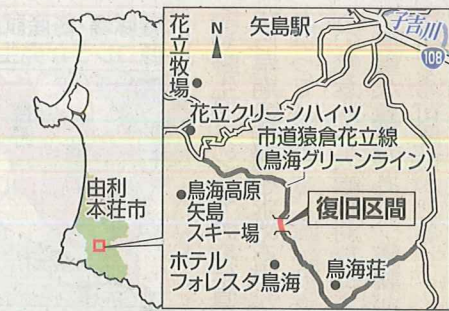 由利
本荘市
N
矢島駅
子吉川
108
花立牧場
花立クリーンハイツ
市道猿倉花立線
(鳥海グリーンライン)
鳥海高原
矢島
スキー場
復旧区間
ホテル
フォレスタ鳥海
鳥海荘